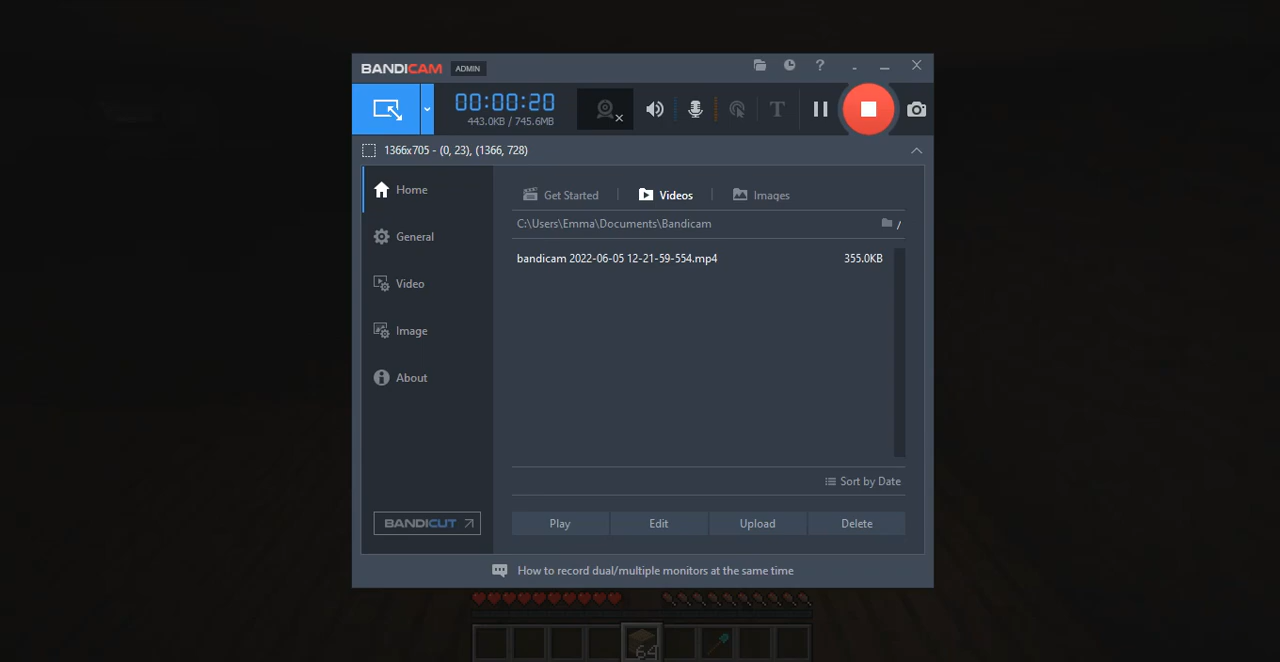 BANDICAM ADMIN
00:00:20
443.0KB / 745.6MB
T
1366x705 - (0, 23), (1366, 728)
Home
General
Video
Image
About
BANDICUT
Get Started
Videos
Images
C:\Users\Emma\Documents\Bandicam
/
bandicam 2022-06-05 12-21-59-554.mp4 355.0KB
Sort by Date
Play Edit Upload Delete
How to record dual/multiple monitors at the same time
64